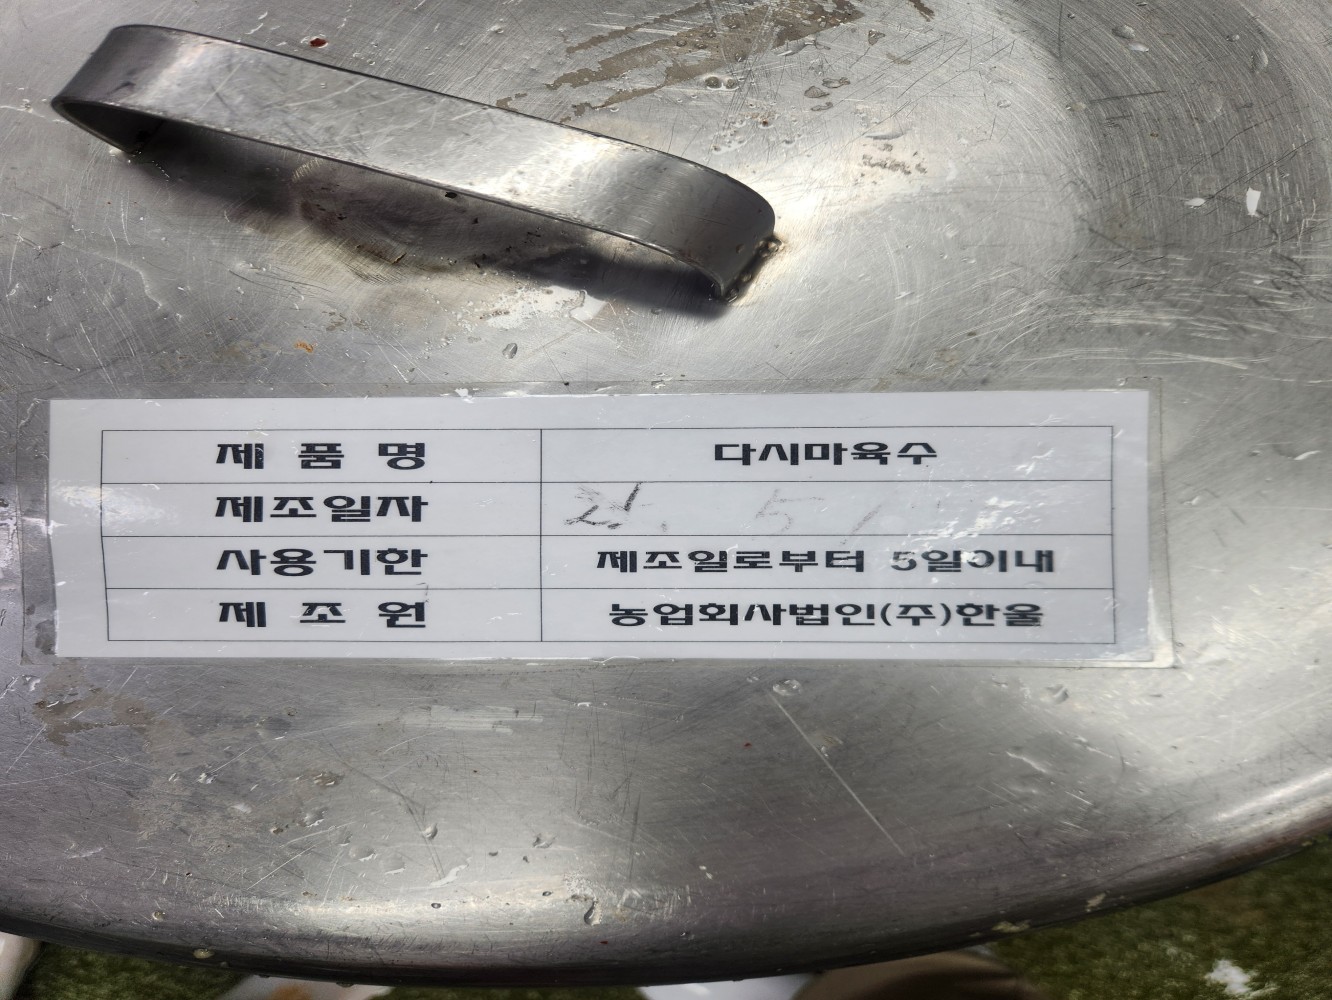 제 품 명 다시마육수
제조일자 5
사용기한 제조일로부터 5일이내
제 조 원 농업회사법인(주)한울